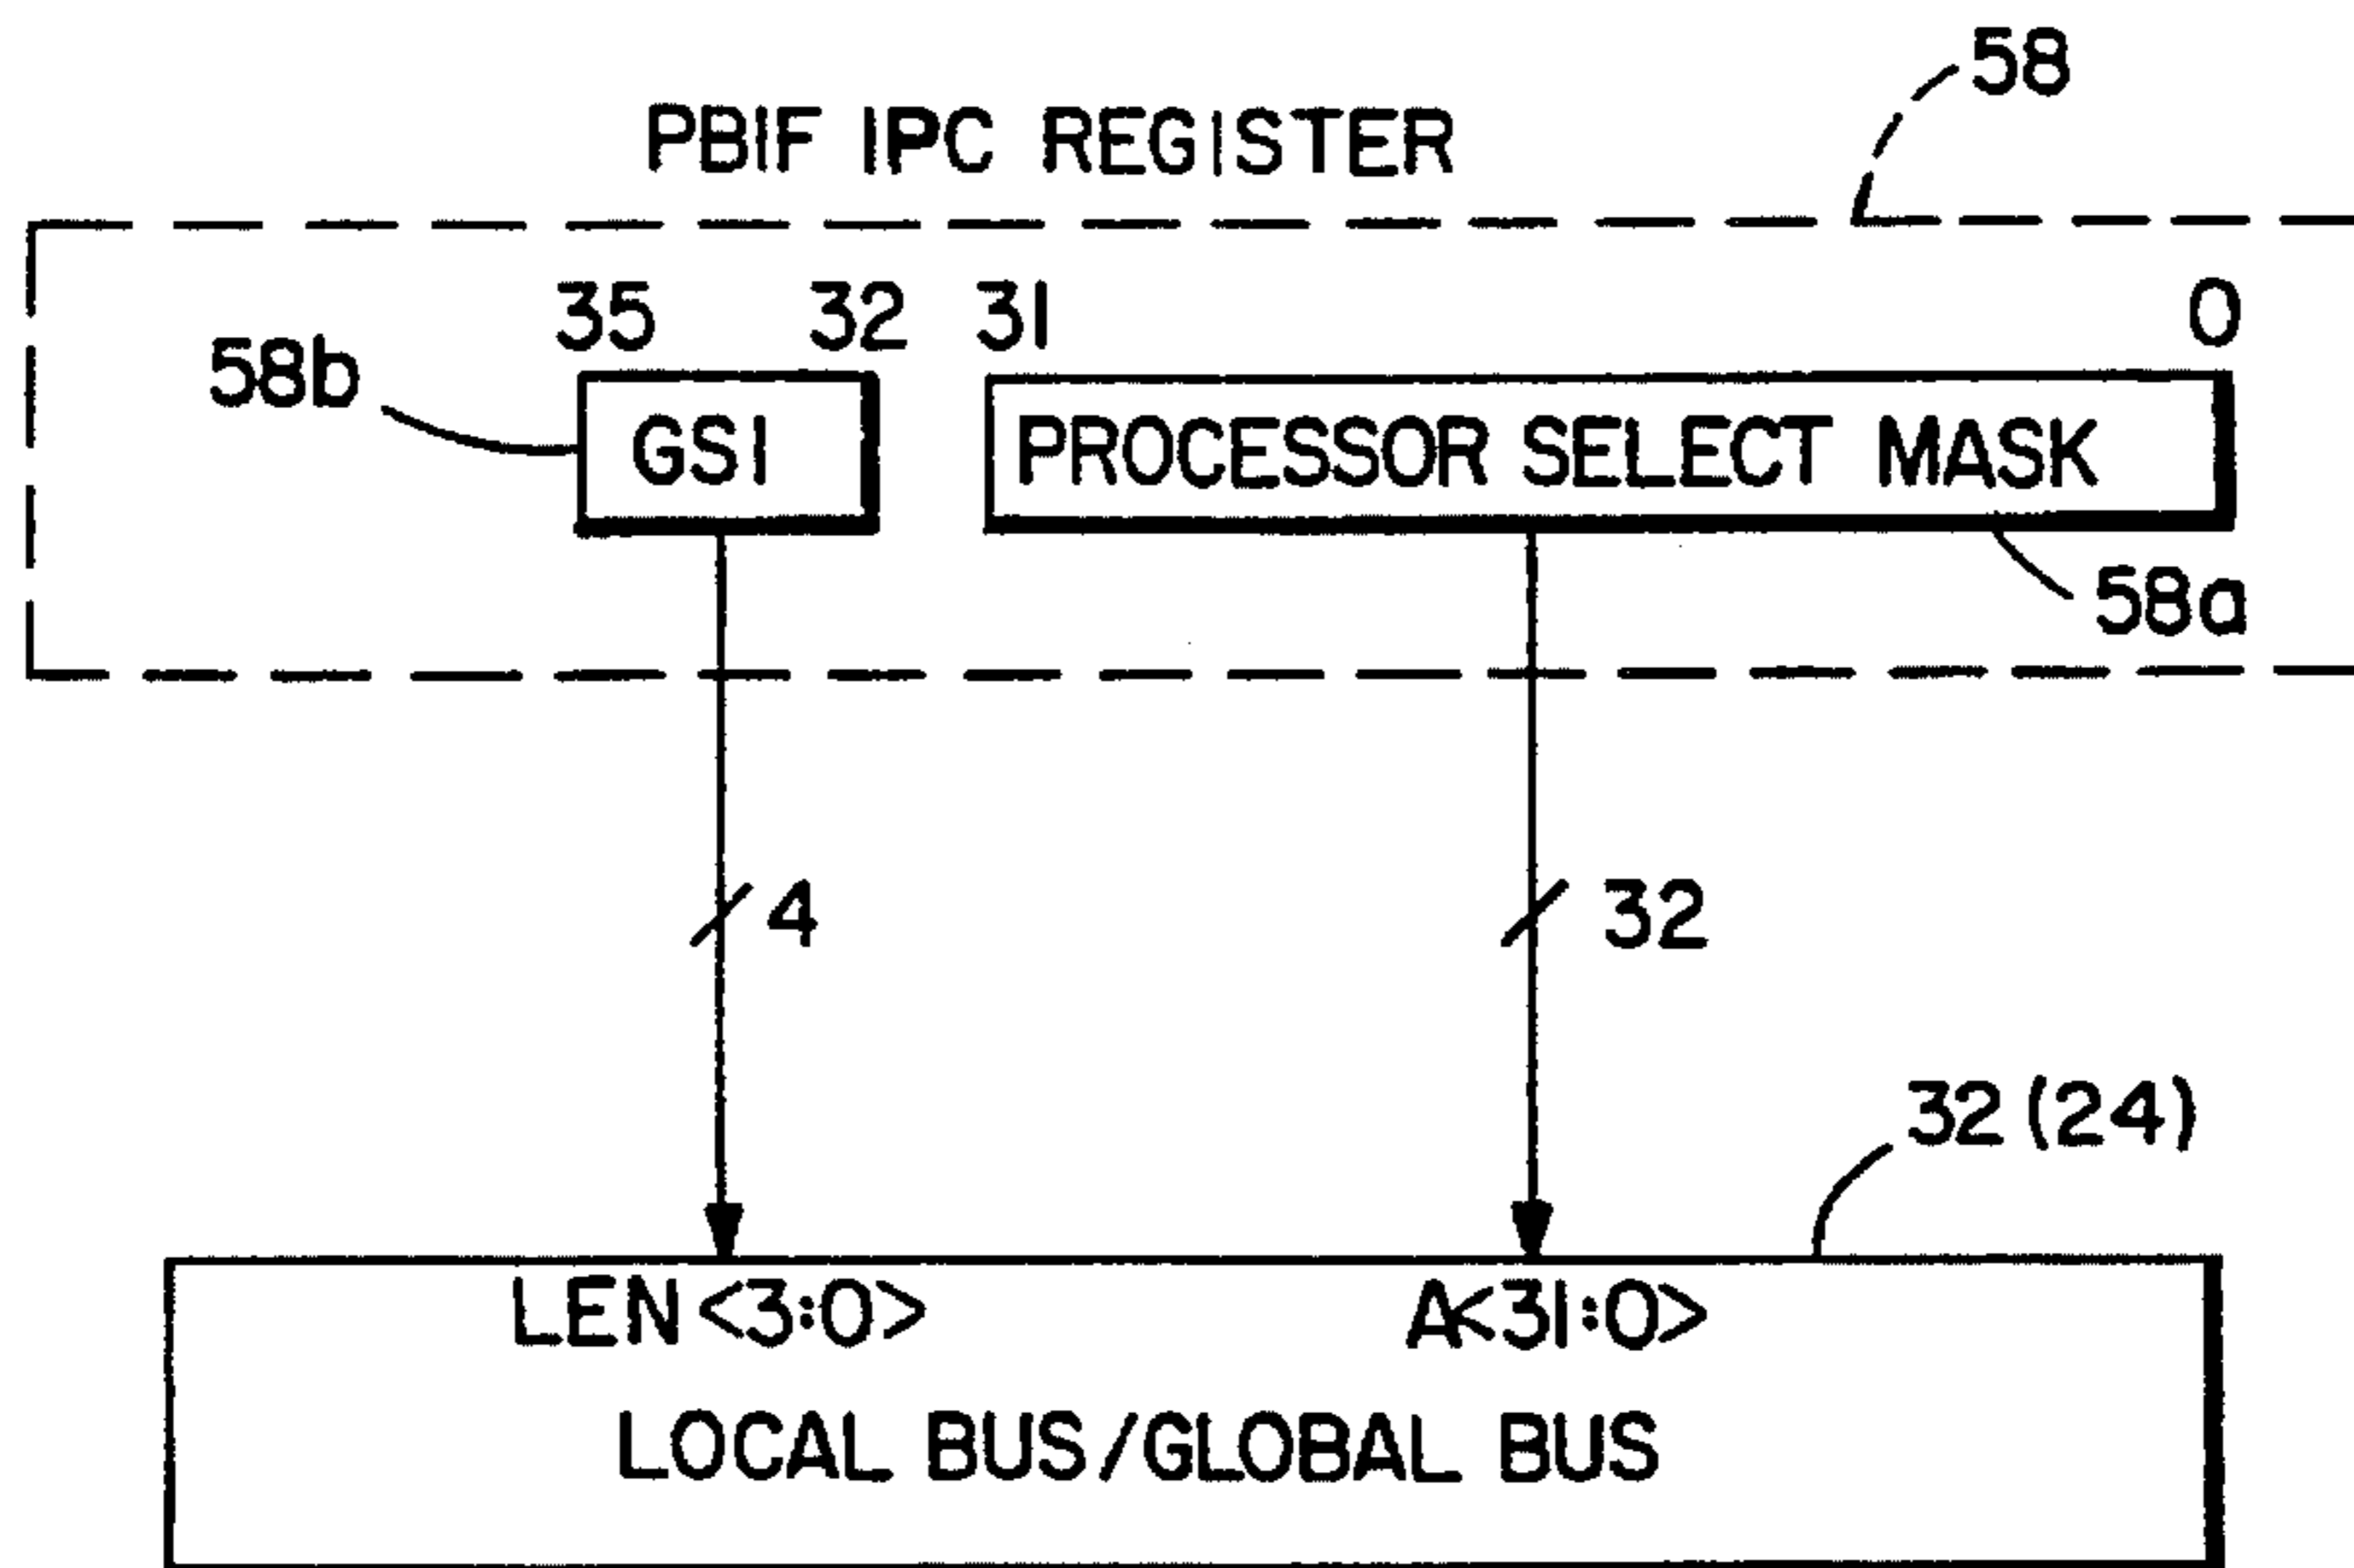 58
PBIF IPC REGISTER
35 32 31 0
58b
GSI
PROCESSOR SELECT MASK
58a
4
32
32 (24)
LEN<3:0>
A<31:0>
LOCAL BUS/GLOBAL BUS